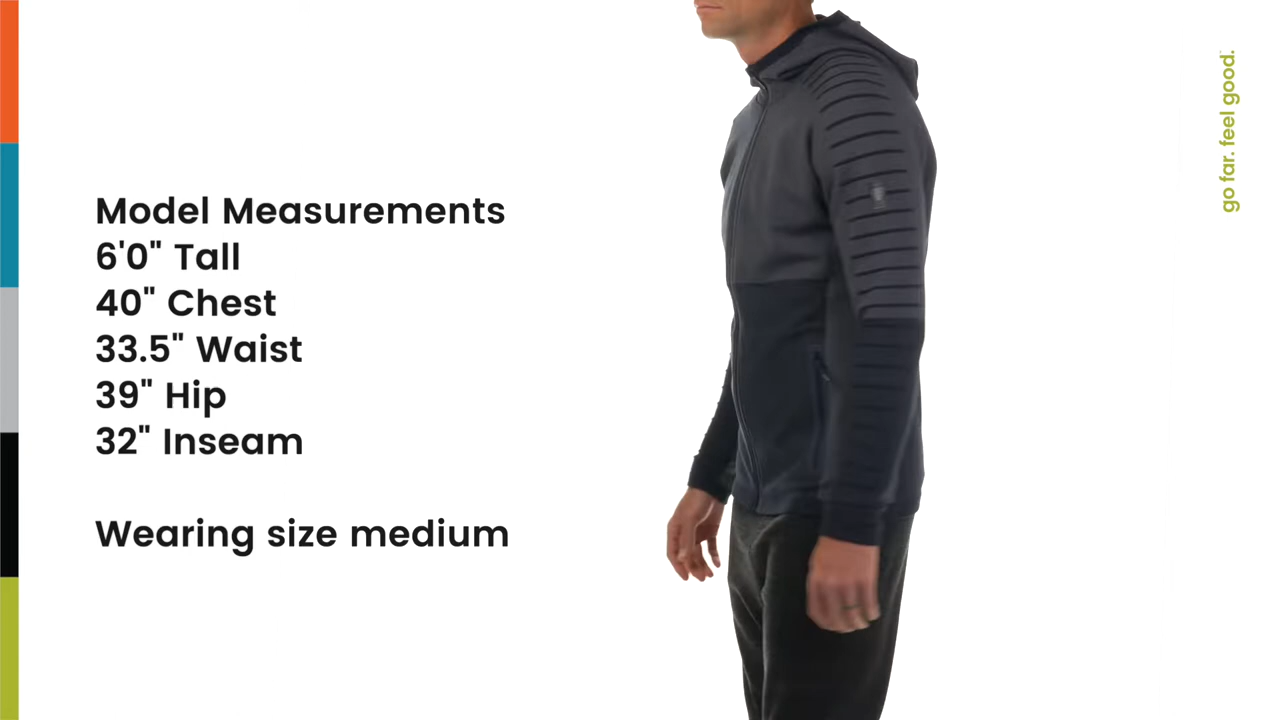 Model Measurements
6'0" Tall
40" Chest
33.5" Waist
39" Hip
32" Inseam
Wearing size medium
go far. feel good.